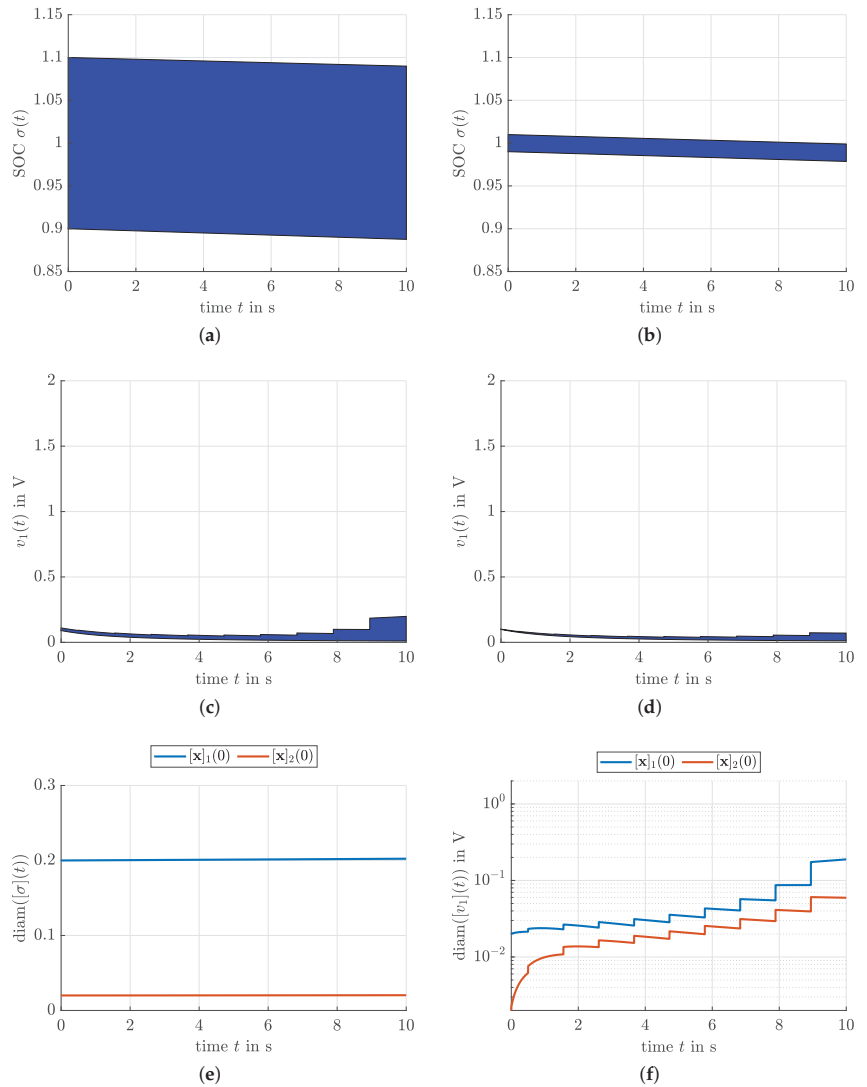 1.15
1.1
1.05
1
0.95
0.9
0.85
SOC σ(t)
0 2 4 6 8 10
time t in s
(a)
1.15
1.1
1.05
1
0.95
0.9
0.85
SOC σ(t)
0 2 4 6 8 10
time t in s
(b)
2
1.5
1
0.5
0
v₁(t) in V
0 2 4 6 8 10
time t in s
(c)
2
1.5
1
0.5
0
v₁(t) in V
0 2 4 6 8 10
time t in s
(d)
[x]₁(0) [x]₂(0)
0.3
0.2
0.1
0
diam([σ](t))
0 2 4 6 8 10
time t in s
(e)
[x]₁(0) [x]₂(0)
10⁰
10⁻¹
10⁻²
diam([v₁](t)) in V
0 2 4 6 8 10
time t in s
(f)